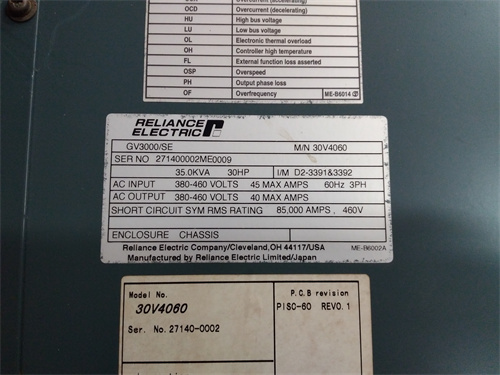 OCD Overcurrent (decelerating)
HU High bus voltage
LU Low bus voltage
OL Electronic thermal overload
OH Controller high temperature
FL External function loss asserted
OSP Overspeed
PH Output phase loss
OF Overfrequency ME-B6014 2
RELIANCE
ELECTRIC R
GV3000/SE M/N 30V4060
SER NO 271400002ME0009
35.0KVA 30HP I/M D2-3391&3392
AC INPUT 380-460 VOLTS 45 MAX AMPS 60Hz 3PH
AC OUTPUT 380-460 VOLTS 40 MAX AMPS
SHORT CIRCUIT SYM RMS RATING 85,000 AMPS , 460V
ENCLOSURE CHASSIS
Reliance Electric Company/Cleveland,OH 44117/USA ME-B6002A
Manufactured by Reliance Electric Limited/Japan
Model No. P.C.B revision
30V4060 PISC-60 REV0.1
Ser. No. 27140-0002